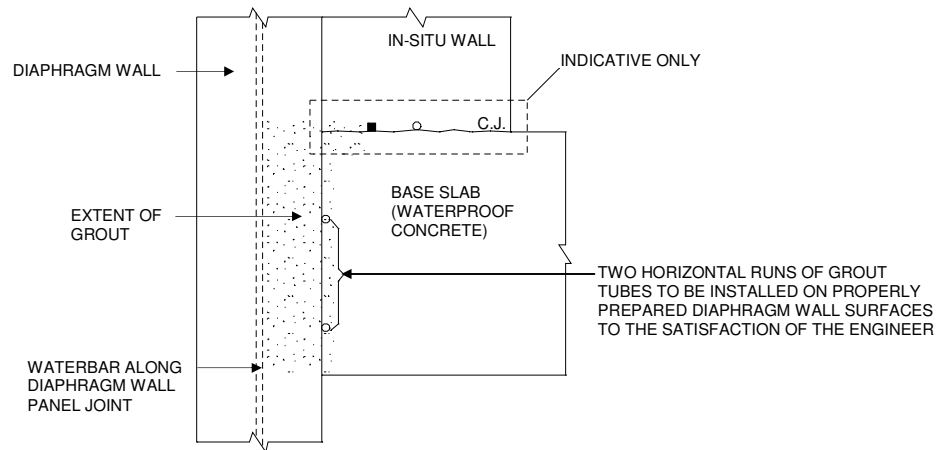 IN-SITU WALL
DIAPHRAGM WALL
INDICATIVE ONLY
C.J.
BASE SLAB
(WATERPROOF
CONCRETE)
EXTENT OF
GROUT
TWO HORIZONTAL RUNS OF GROUT
TUBES TO BE INSTALLED ON PROPERLY
PREPARED DIAPHRAGM WALL SURFACES
TO THE SATISFACTION OF THE ENGINEER
WATERBAR ALONG
DIAPHRAGM WALL
PANEL JOINT